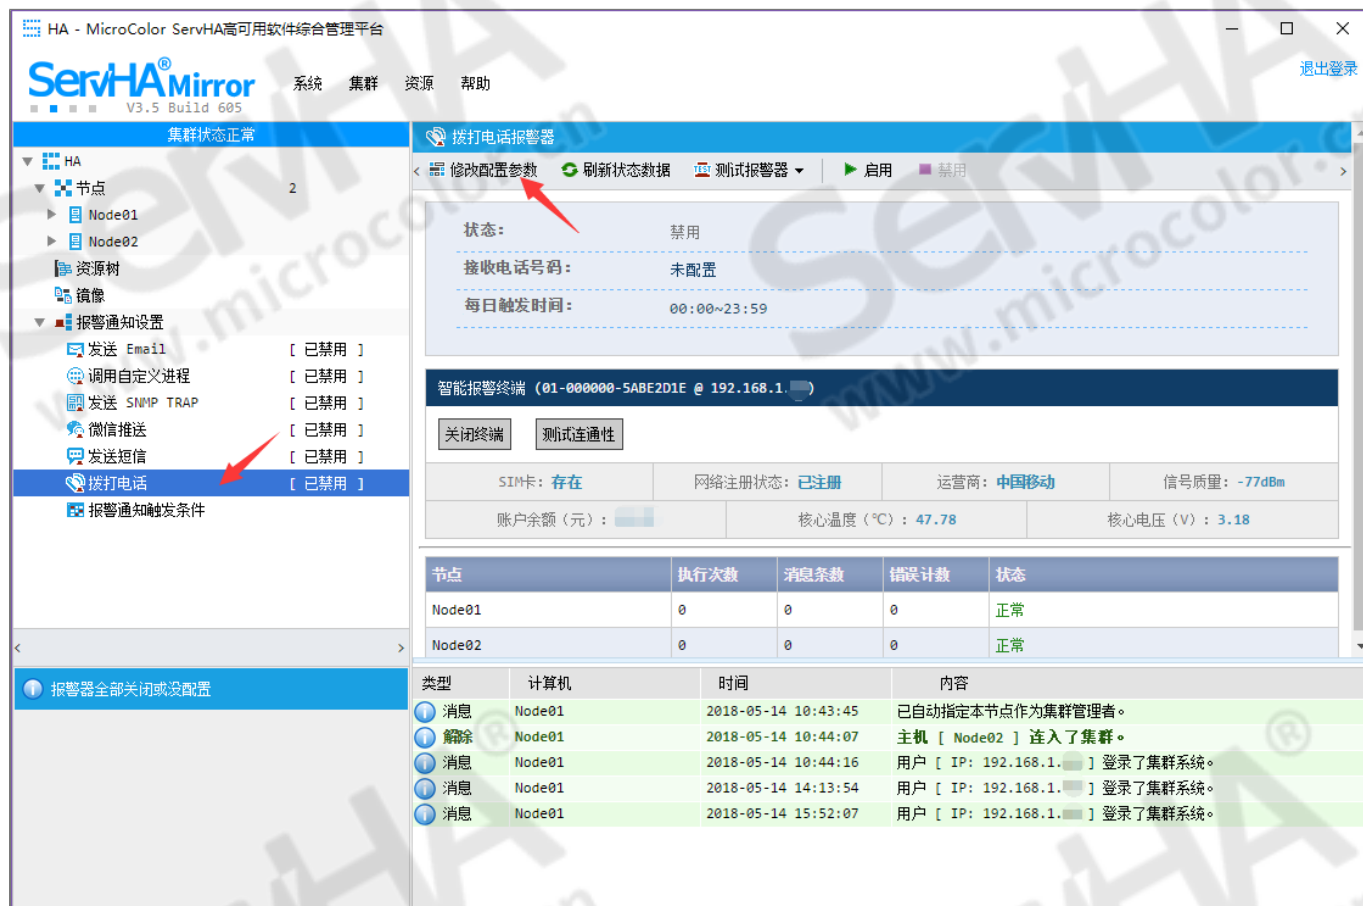 HA - MicroColor ServHA高可用软件综合管理平台
ServHA® Mirror
V3.5 Build 605
系统 集群 资源 帮助
退出登录
集群状态正常
HA
节点 2
Node01
Node02
资源树
镜像
报警通知设置
发送 Email [ 已禁用 ]
调用自定义进程 [ 已禁用 ]
发送 SNMP TRAP [ 已禁用 ]
微信推送 [ 已禁用 ]
发送短信 [ 已禁用 ]
拨打电话 [ 已禁用 ]
报警通知触发条件
报警器全部关闭或没配置
拨打电话报警器
修改配置参数 刷新状态数据 TEST 测试报警器 启用 禁用
状态: 禁用
接收电话号码: 未配置
每日触发时间: 00:00~23:59
智能报警终端 (01-000000-5ABE2D1E @ 192.168.1. )
关闭终端 测试连通性
SIM卡: 存在 网络注册状态: 已注册 运营商: 中国移动 信号质量: -77dBm
账户余额 (元) : 核心温度 (℃) : 47.78 核心电压 (V) : 3.18
节点 执行次数 消息条数 错误计数 状态
Node01 0 0 0 正常
Node02 0 0 0 正常
类型 计算机 时间 内容
消息 Node01 2018-05-14 10:43:45 已自动指定本节点作为集群管理者。
解除 Node01 2018-05-14 10:44:07 主机 [ Node02 ] 连入了集群。
消息 Node01 2018-05-14 10:44:16 用户 [ IP: 192.168.1. ] 登录了集群系统。
消息 Node01 2018-05-14 14:13:54 用户 [ IP: 192.168.1. ] 登录了集群系统。
消息 Node01 2018-05-14 15:52:07 用户 [ IP: 192.168.1. ] 登录了集群系统。
ServHA
www.microcolor.cn
ServHA
www.microcolor.c
ServHA®
ServHA®